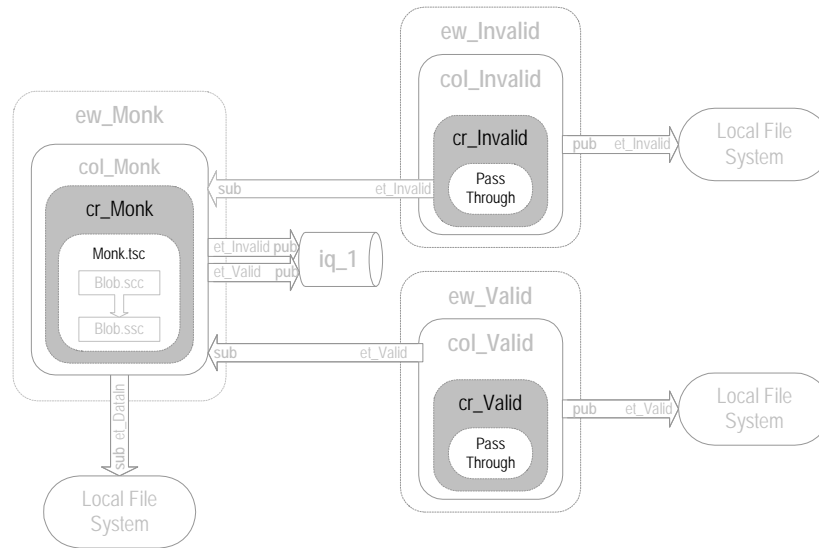 ew_Invalid
col_Invalid
cr_Invalid
Pass
Through
pub et_Invalid
Local File
System
ew_Monk
col_Monk
cr_Monk
Monk.tsc
Blob.scc
Blob.ssc
sub et_Invalid
et_Invalid pub
et_Valid pub
iq_1
sub et_Valid
ew_Valid
col_Valid
cr_Valid
Pass
Through
pub et_Valid
Local File
System
sub et_DataIn
Local File
System